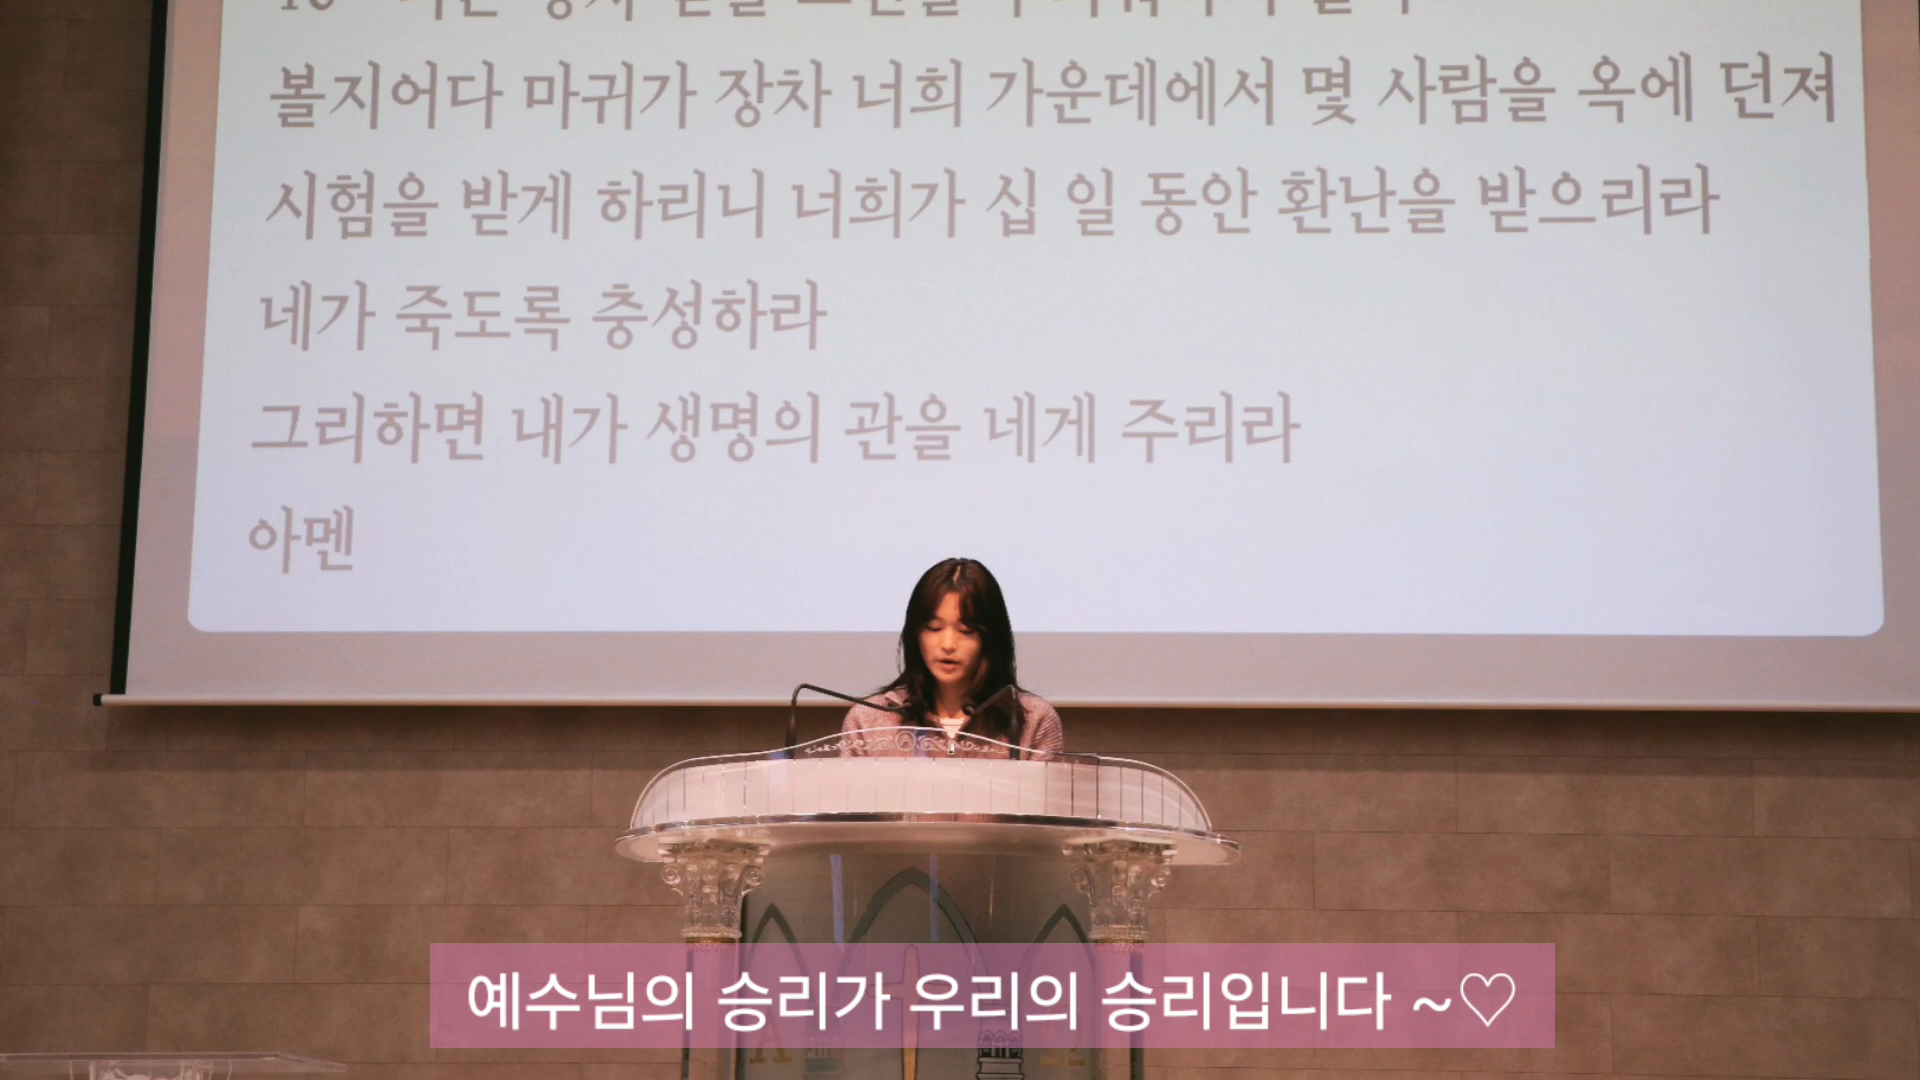 볼지어다 마귀가 장차 너희 가운데에서 몇 사람을 옥에 던져
시험을 받게 하리니 너희가 십 일 동안 환난을 받으리라
네가 죽도록 충성하라
그리하면 내가 생명의 관을 네게 주리라
아멘
예수님의 승리가 우리의 승리입니다 ~♡